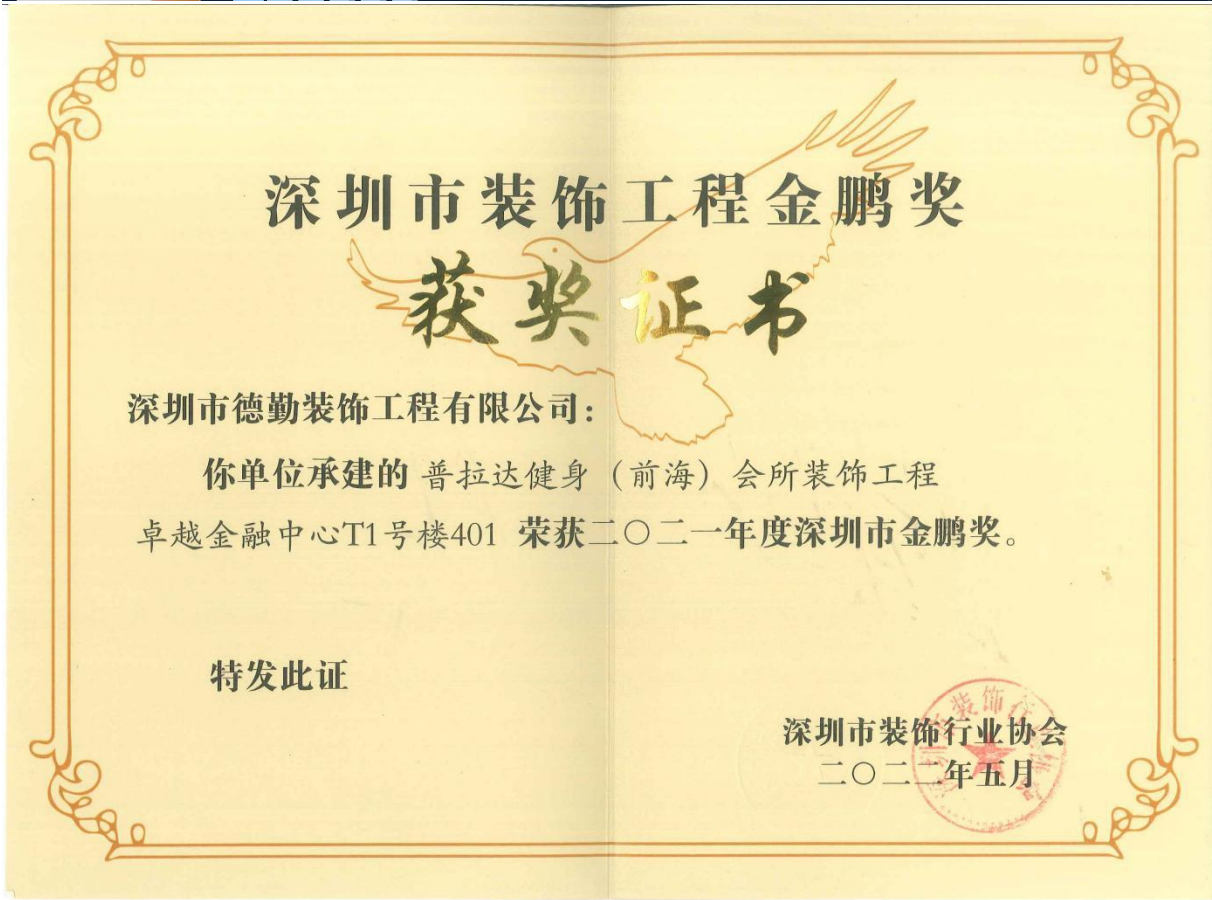 深圳市装饰工程金鹏奖
获奖证书
深圳市德勤装饰工程有限公司：
你单位承建的 普拉达健身（前海）会所装饰工程
卓越金融中心T1号楼401 荣获二〇二一年度深圳市金鹏奖。
特发此证
深圳市装饰行业协会
二〇二二年五月